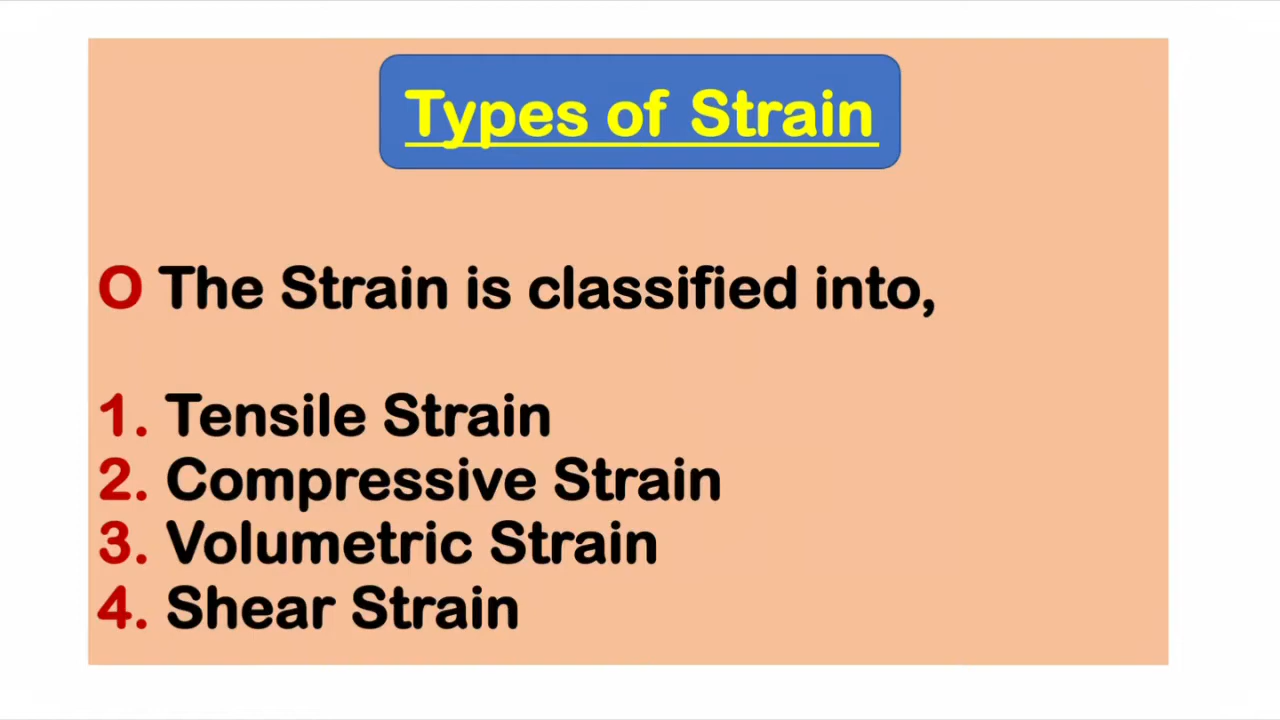 Types of Strain
O The Strain is classified into,
1. Tensile Strain
2. Compressive Strain
3. Volumetric Strain
4. Shear Strain